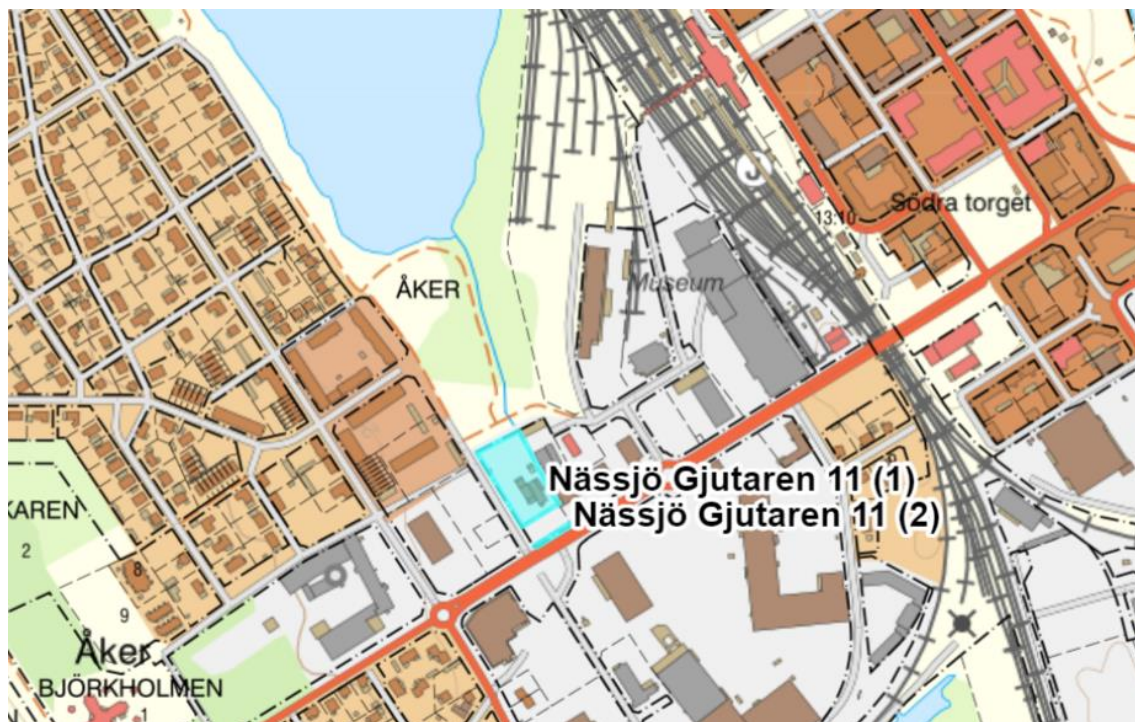 Södra torget
13:10
Museum
ÅKER
Nässjö Gjutaren 11 (1)
Nässjö Gjutaren 11 (2)
KAREN
2
8
9
Åker
BJÖRKHOLMEN
1